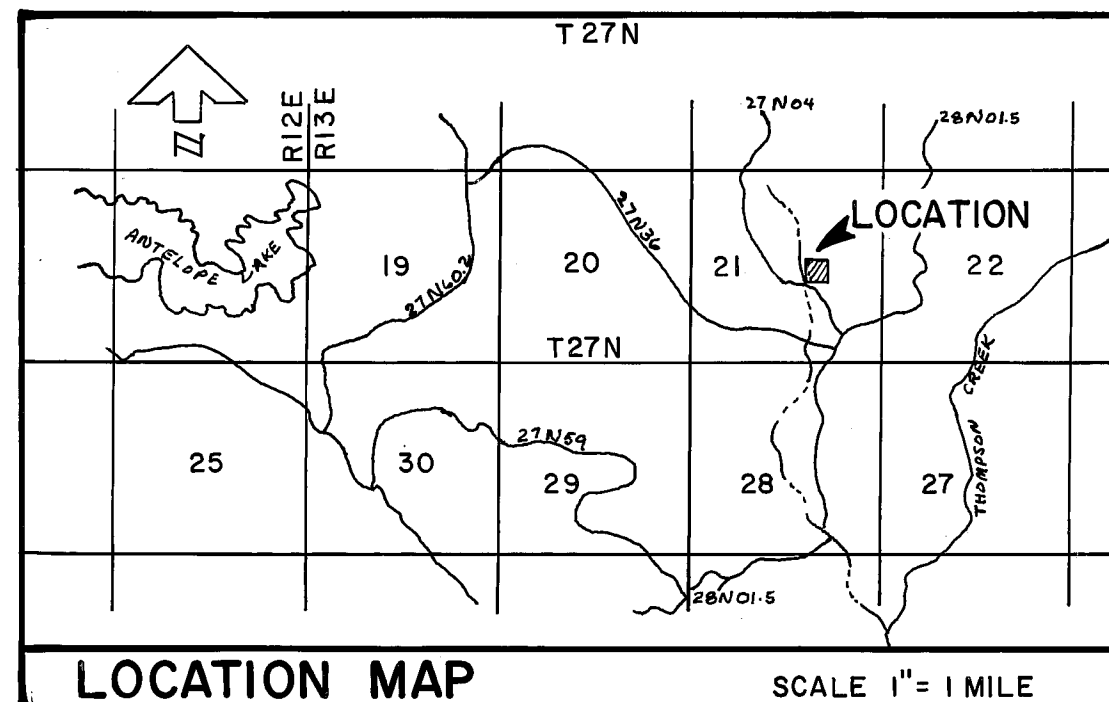 T 27N
N
R12E
R13E
27N04
28N01.5
ANTELOPE
AKE
LOCATION
19
27N60.2
20
27N36
21
22
T27N
25
30
27N59
29
28
27
THOMPSON CREEK
28N01.5
LOCATION MAP
SCALE 1"= 1 MILE